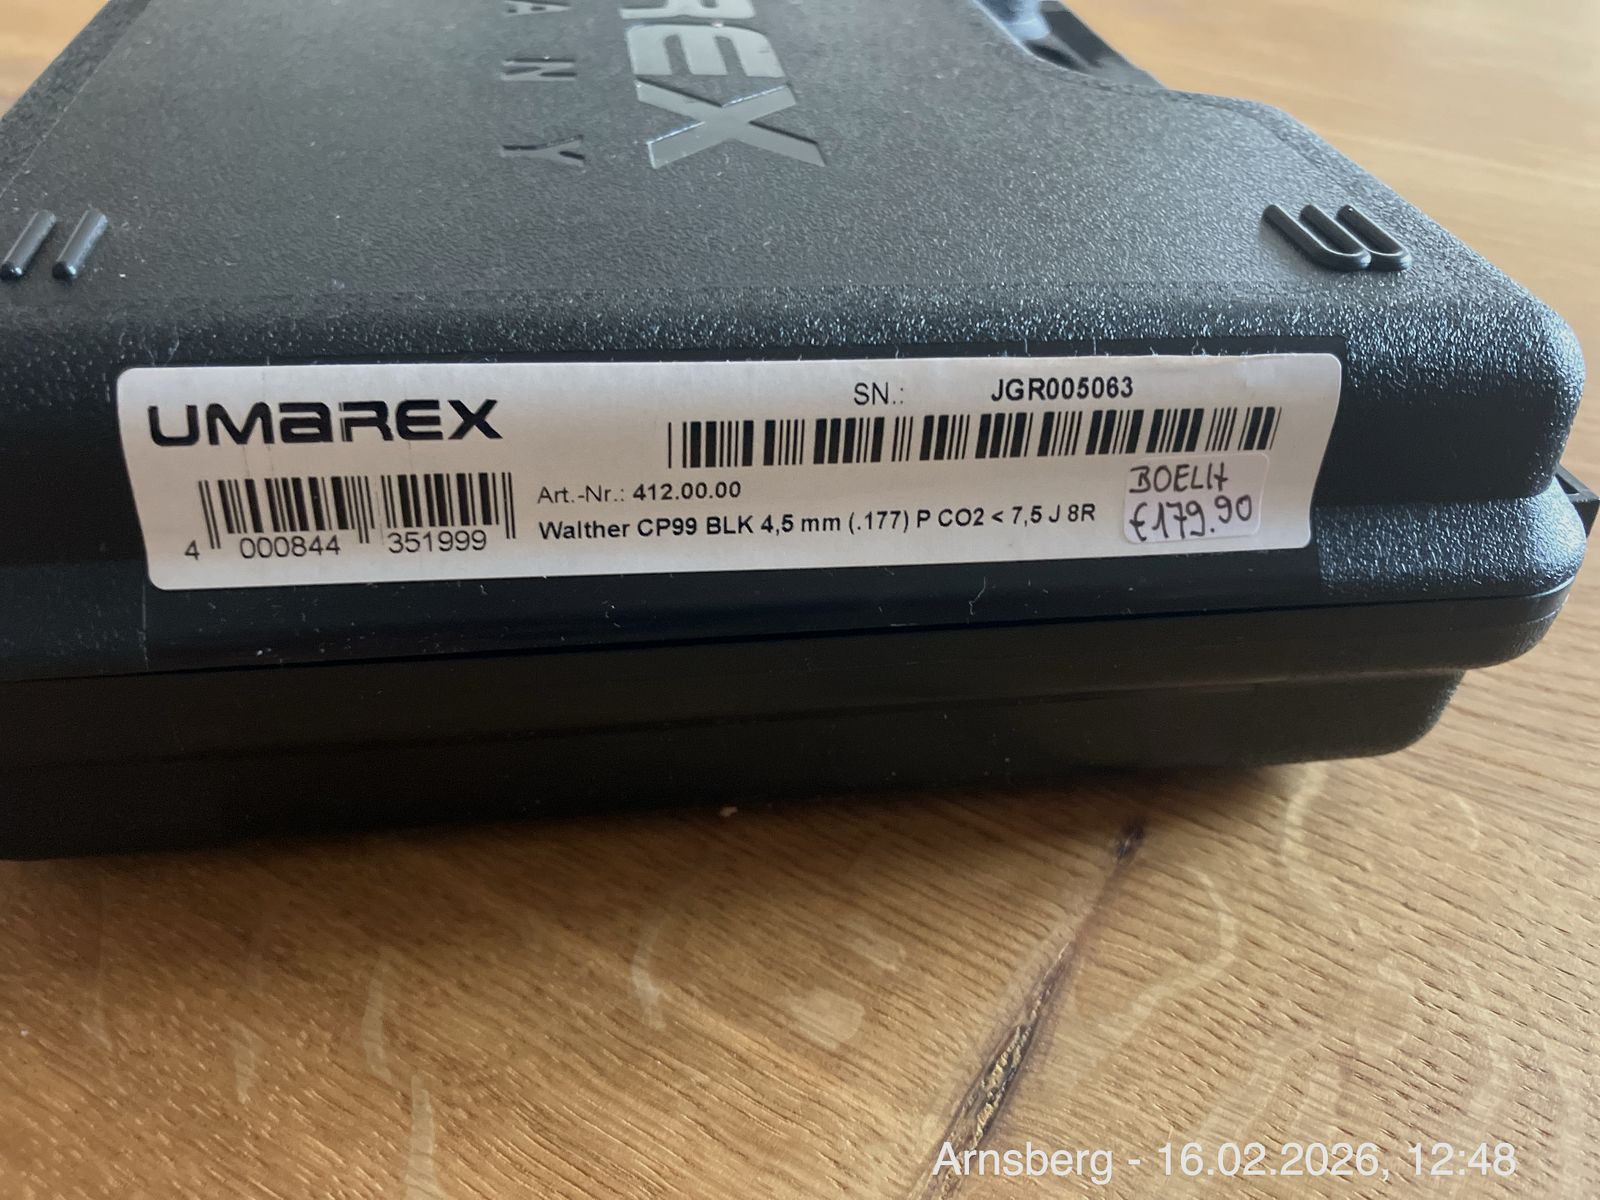 REX
ANY
UMAREX
SN.: JGR005063
Art.-Nr.: 412.00.00
Walther CP99 BLK 4,5 mm (.177) P CO2 < 7,5 J 8R
4 000844 351999
€179.90
Arnsberg - 16.02.2026, 12:48